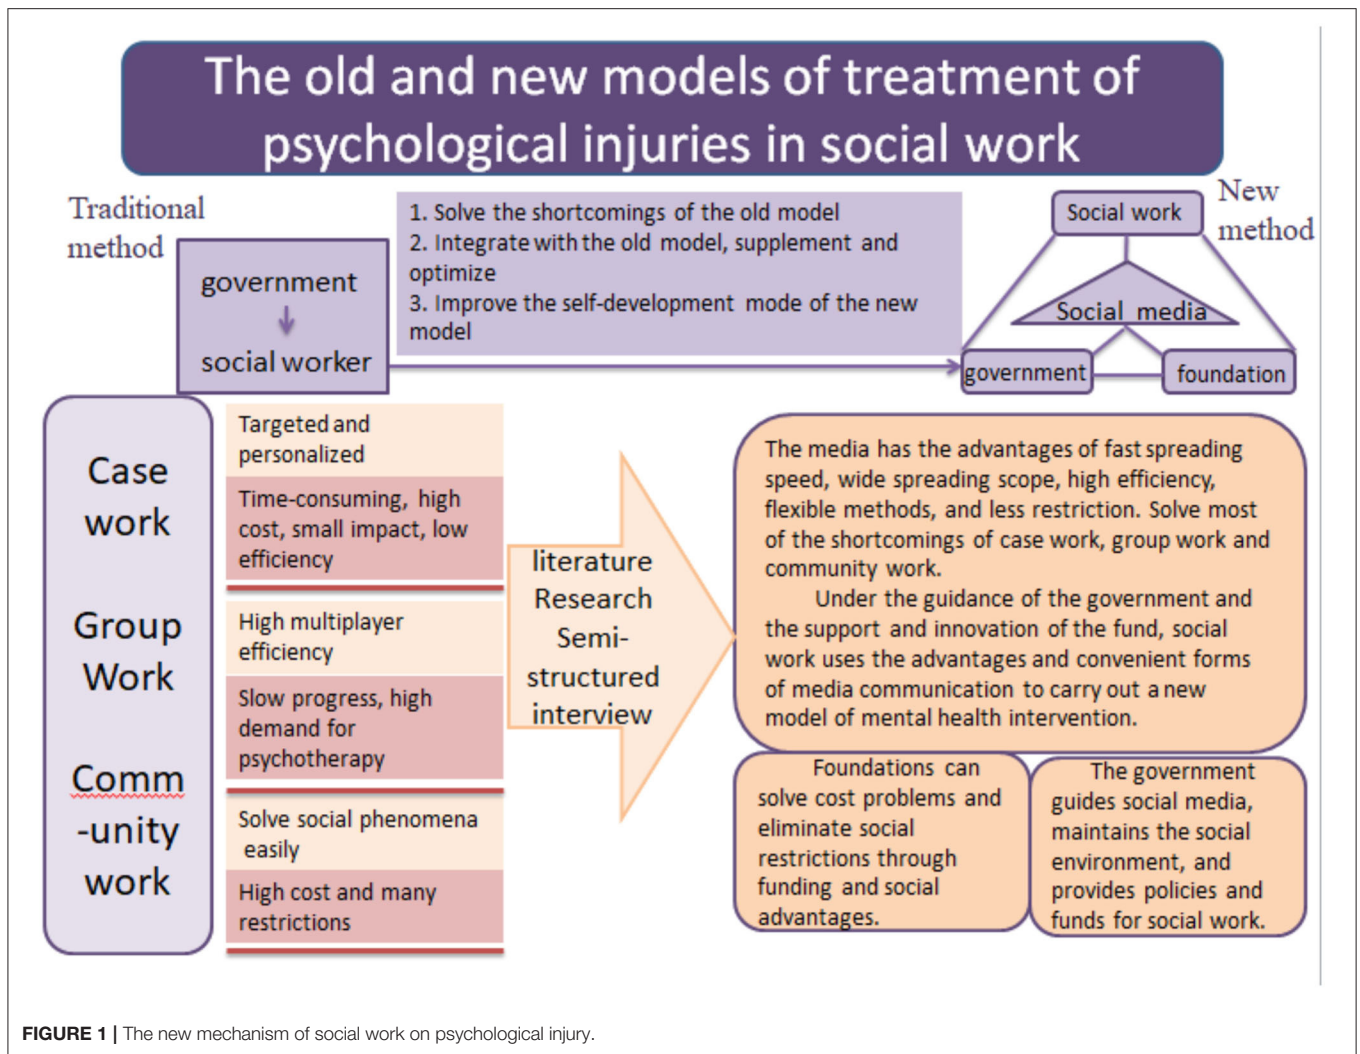 The old and new models of treatment of
psychological injuries in social work
Traditional
method
government
social worker
1. Solve the shortcomings of the old model
2. Integrate with the old model, supplement and
optimize
3. Improve the self-development mode of the new
model
New
method
Social work
Social media
government
foundation
Case
work
Group
Work
Comm
-unity
work
Targeted and
personalized
Time-consuming, high
cost, small impact, low
efficiency
High multiplayer
efficiency
Slow progress, high
demand for
psychotherapy
Solve social phenomena
easily
High cost and many
restrictions
literature
Research
Semi-
structured
interview
The media has the advantages of fast spreading
speed, wide spreading scope, high efficiency,
flexible methods, and less restriction. Solve most
of the shortcomings of case work, group work and
community work.
Under the guidance of the government and
the support and innovation of the fund, social
work uses the advantages and convenient forms
of media communication to carry out a new
model of mental health intervention.
Foundations can
solve cost problems and
eliminate social
restrictions through
funding and social
advantages.
The government
guides social media,
maintains the social
environment, and
provides policies and
funds for social work.
FIGURE 1 | The new mechanism of social work on psychological injury.